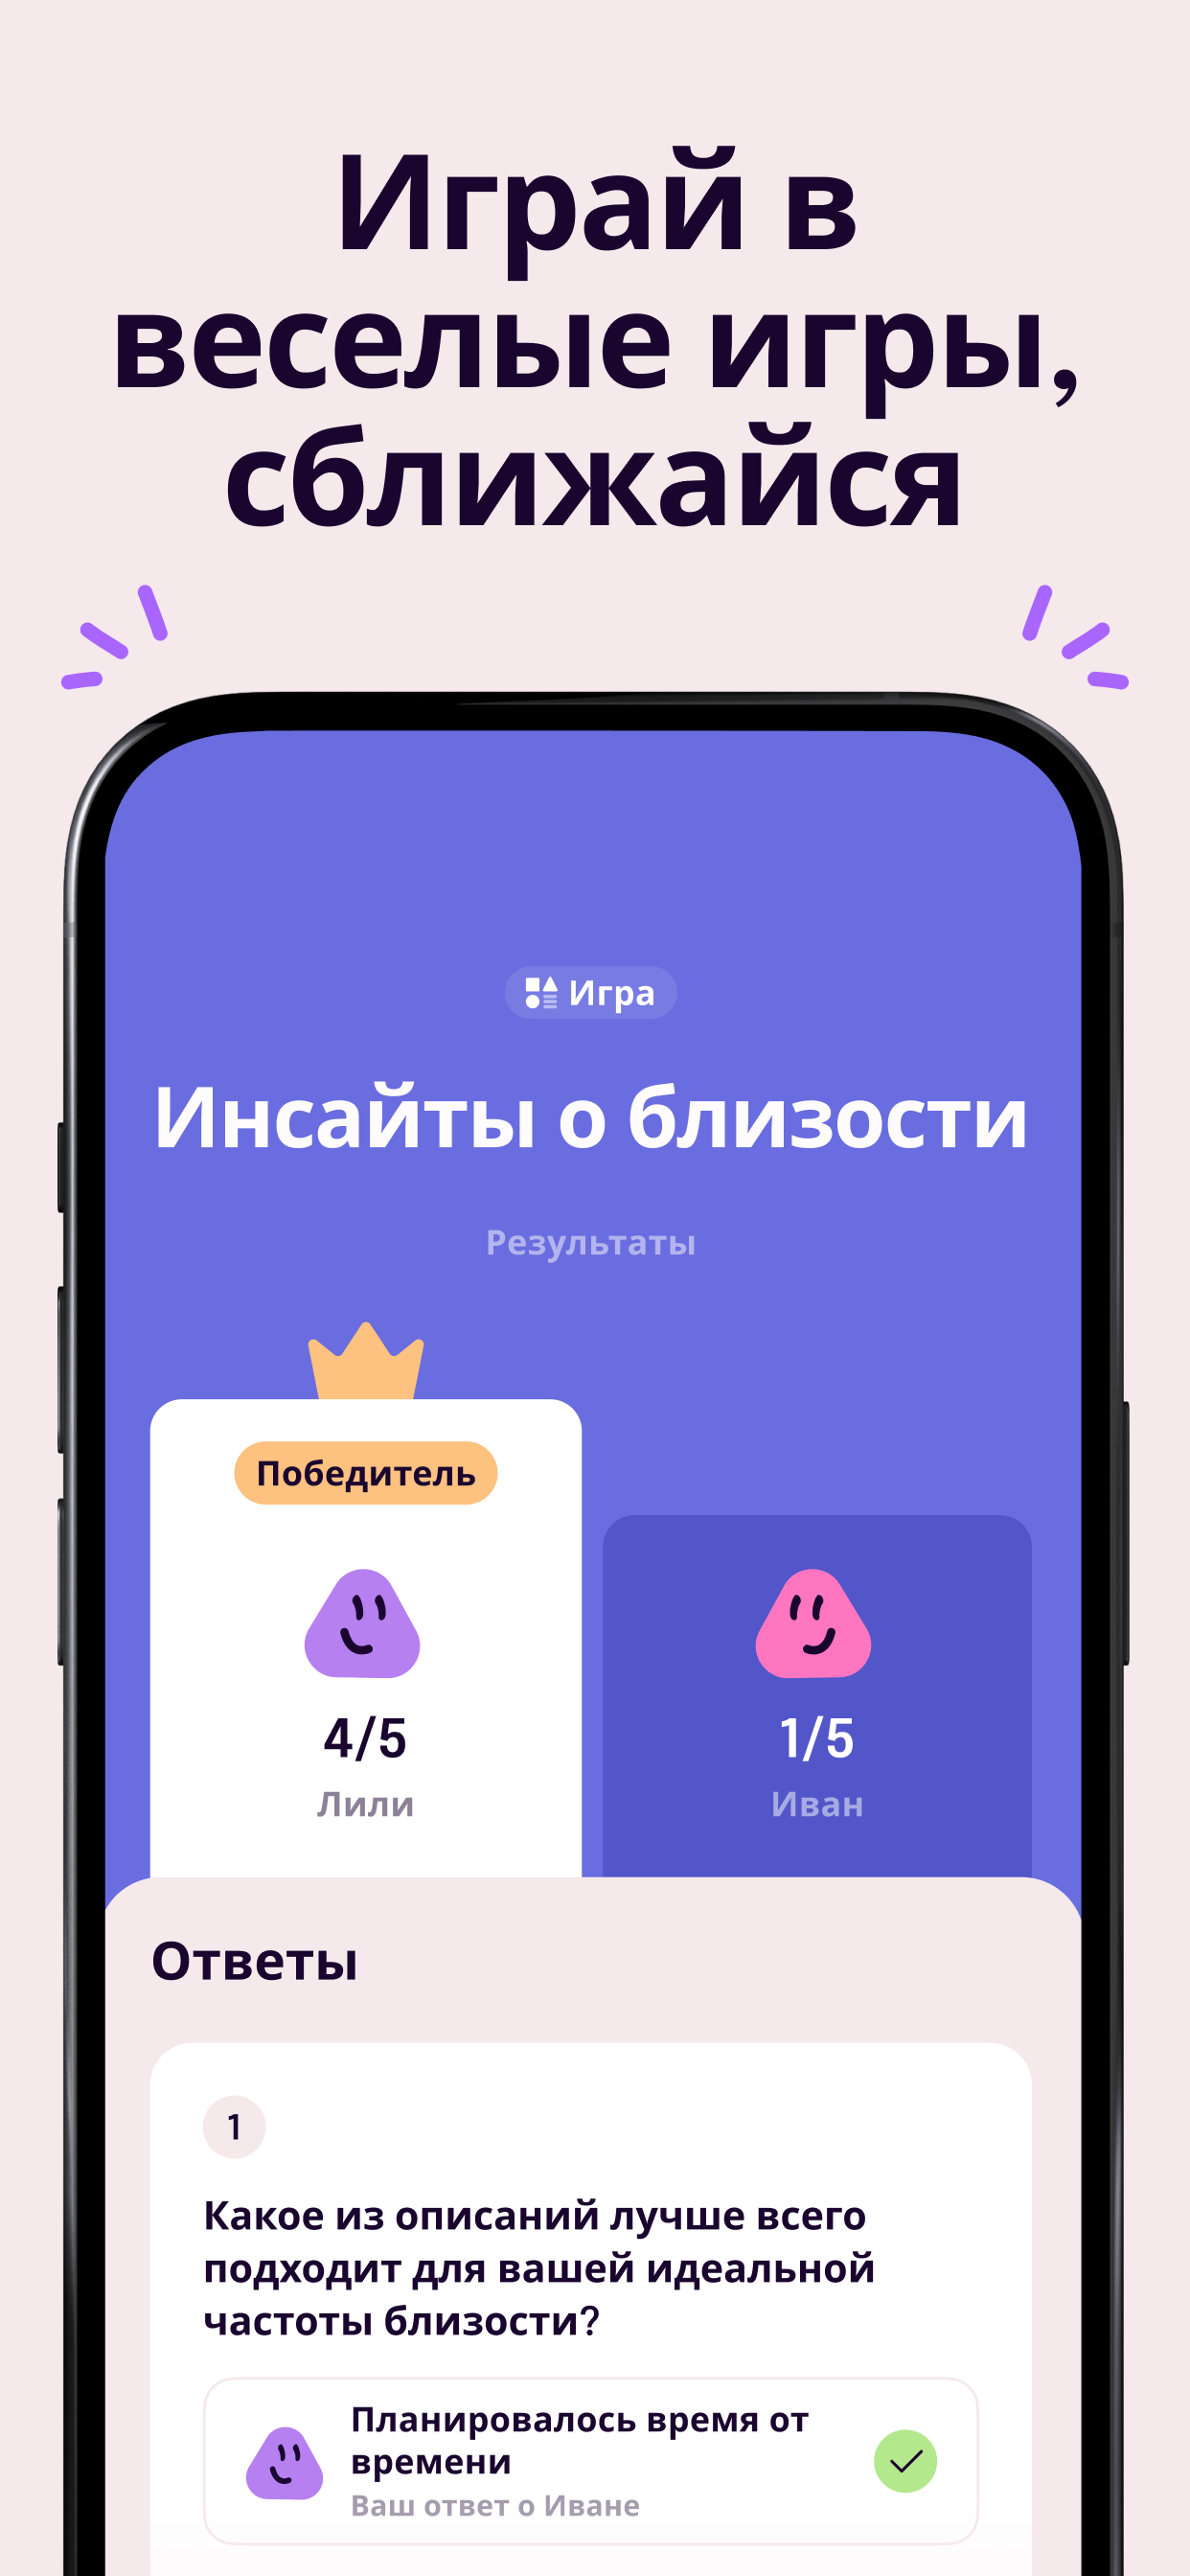 Играй в
веселые игры,
сближайся
Игра
Инсайты о близости
Результаты
Победитель
4/5
Лили
1/5
Иван
Ответы
1
Какое из описаний лучше всего
подходит для вашей идеальной
частоты близости?
Планировалось время от
времени
Ваш ответ о Иване